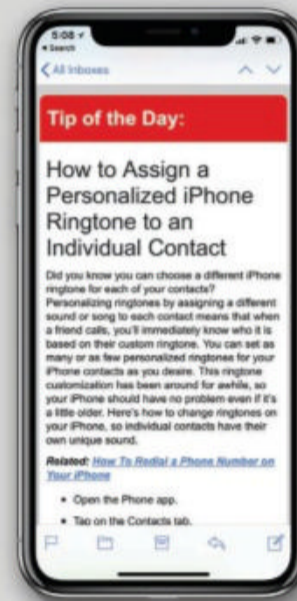 5:08
Search
All Inboxes
Tip of the Day:
How to Assign a
Personalized iPhone
Ringtone to an
Individual Contact
Did you know you can choose a different iPhone
ringtone for each of your contacts?
Personalizing ringtones by assigning a different
sound or song to each contact means that when
a friend calls, you'll immediately know who it is
based on their custom ringtone. You can set as
many or as few personalized ringtones for your
iPhone contacts as you desire. This ringtone
customization has been around for awhile, so
your iPhone should have no problem even if it's
a little older. Here's how to change ringtones on
your iPhone, so individual contacts have their
own unique sound.
Related: How To Redial a Phone Number on
Your iPhone
• Open the Phone app.
• Tap on the Contacts tab.